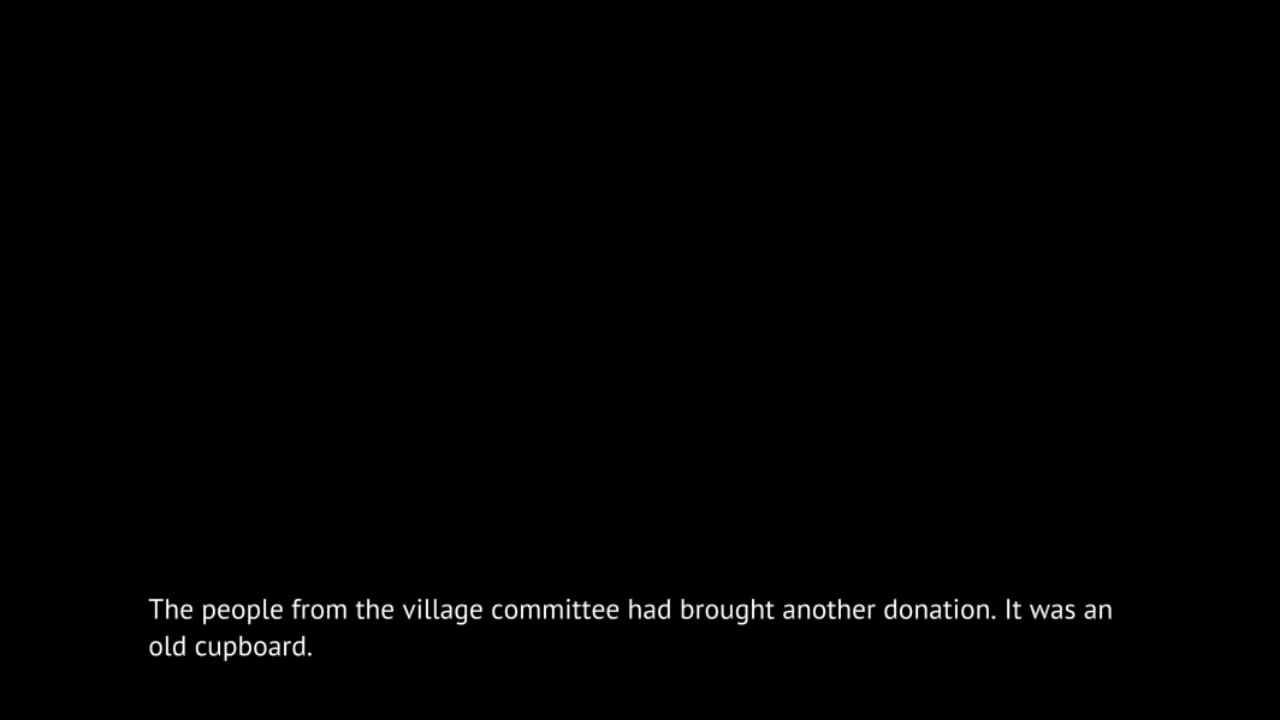 The people from the village committee had brought another donation. It was an
old cupboard.